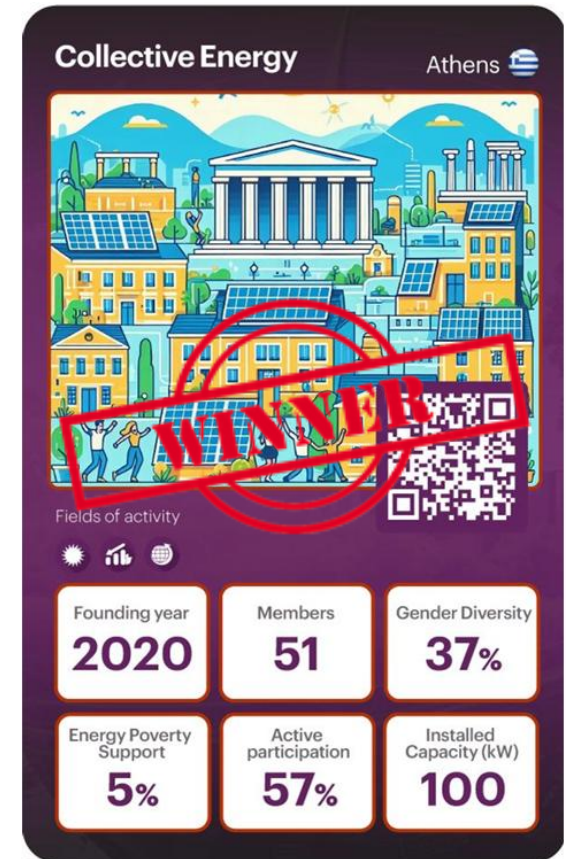 Collective Energy
Athens
WINNER
Fields of activity
Founding year
2020
Members
51
Gender Diversity
37%
Energy Poverty
Support
5%
Active
participation
57%
Installed
Capacity (kW)
100